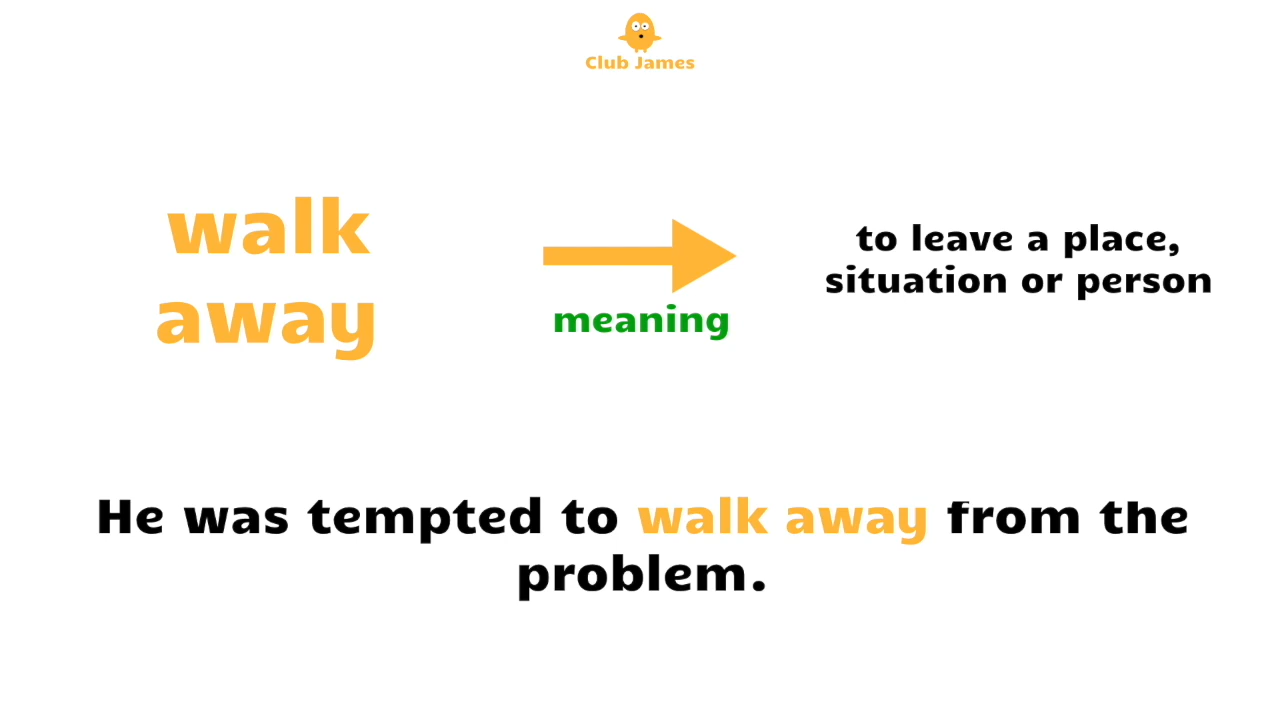 Club James
walk
away
meaning
to leave a place,
situation or person
He was tempted to walk away from the
problem.